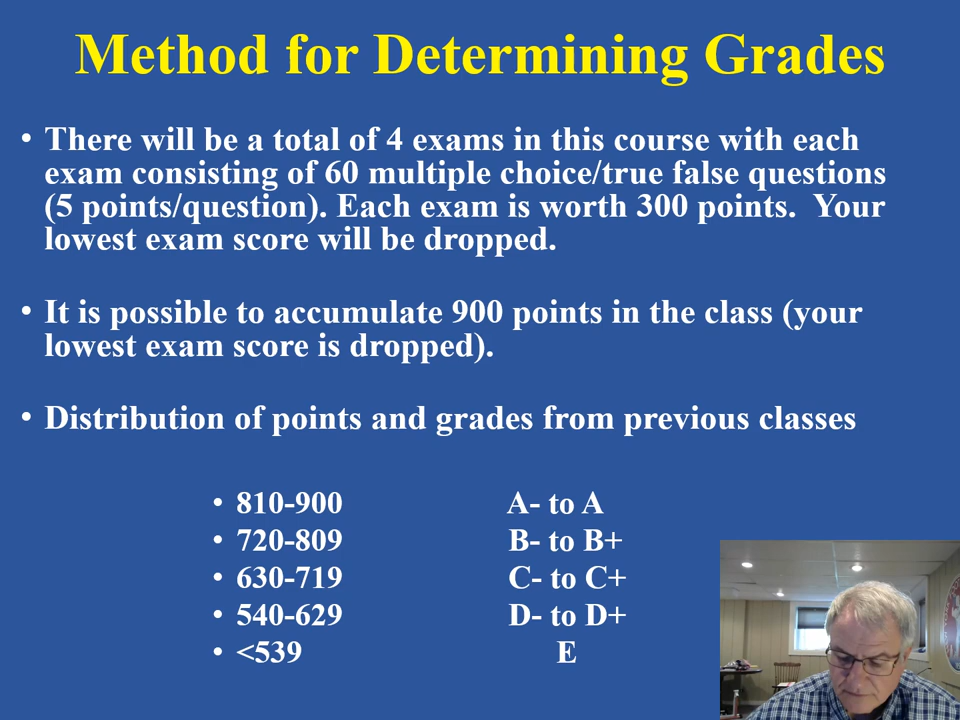 Method for Determining Grades
• There will be a total of 4 exams in this course with each
exam consisting of 60 multiple choice/true false questions
(5 points/question). Each exam is worth 300 points.  Your
lowest exam score will be dropped.
• It is possible to accumulate 900 points in the class (your
lowest exam score is dropped).
• Distribution of points and grades from previous classes
• 810-900 A- to A
• 720-809 B- to B+
• 630-719 C- to C+
• 540-629 D- to D+
• <539 E